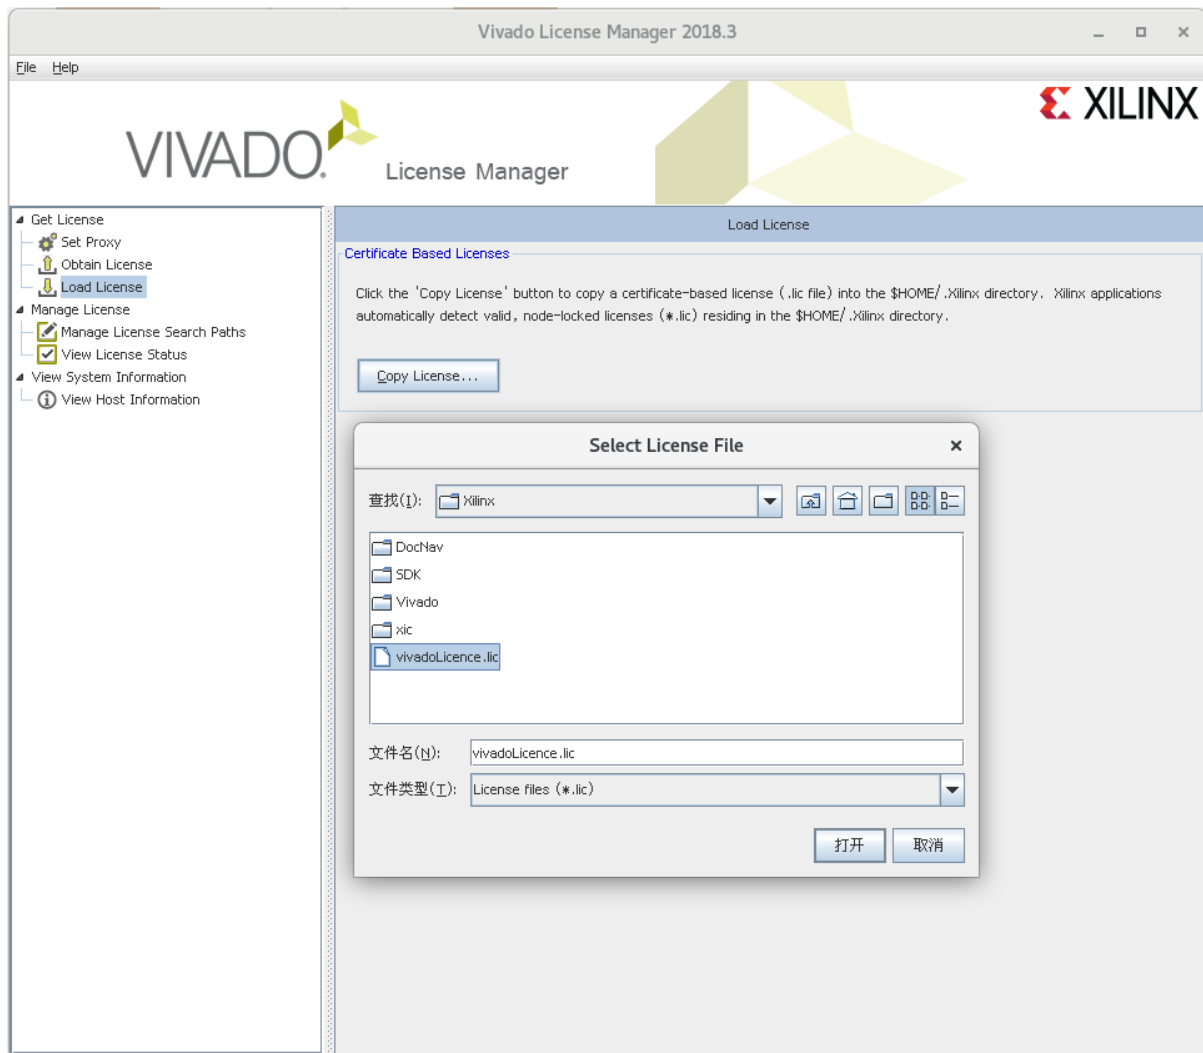 Vivado License Manager 2018.3
File Help
XILINX
VIVADO.
License Manager
Get License
Set Proxy
Obtain License
Load License
Manage License
Manage License Search Paths
View License Status
View System Information
View Host Information
Load License
Certificate Based Licenses
Click the 'Copy License' button to copy a certificate-based license (.lic file) into the $HOME/.Xilinx directory. Xilinx applications
automatically detect valid, node-locked licenses (*.lic) residing in the $HOME/.Xilinx directory.
Copy License...
Select License File
查找(I): Xilinx
DocNav
SDK
Vivado
xic
vivadoLicence.lic
文件名(N): vivadoLicence.lic
文件类型(T): License files (*.lic)
打开 取消